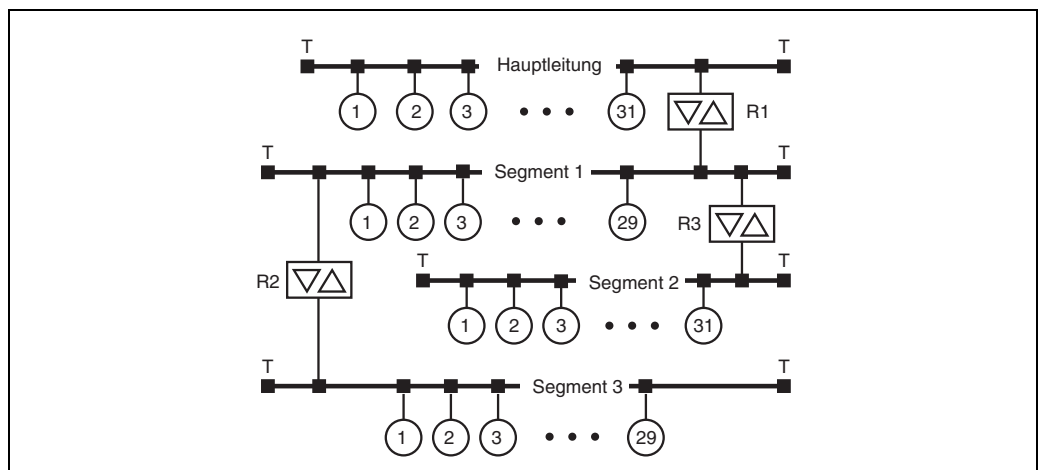 T T
Hauptleitung
1 2 3 • • • 31 R1
T T
Segment 1
1 2 3 • • • 29 R3
T T
R2 Segment 2
1 2 3 • • • 31
T T
Segment 3
1 2 3 • • • 29